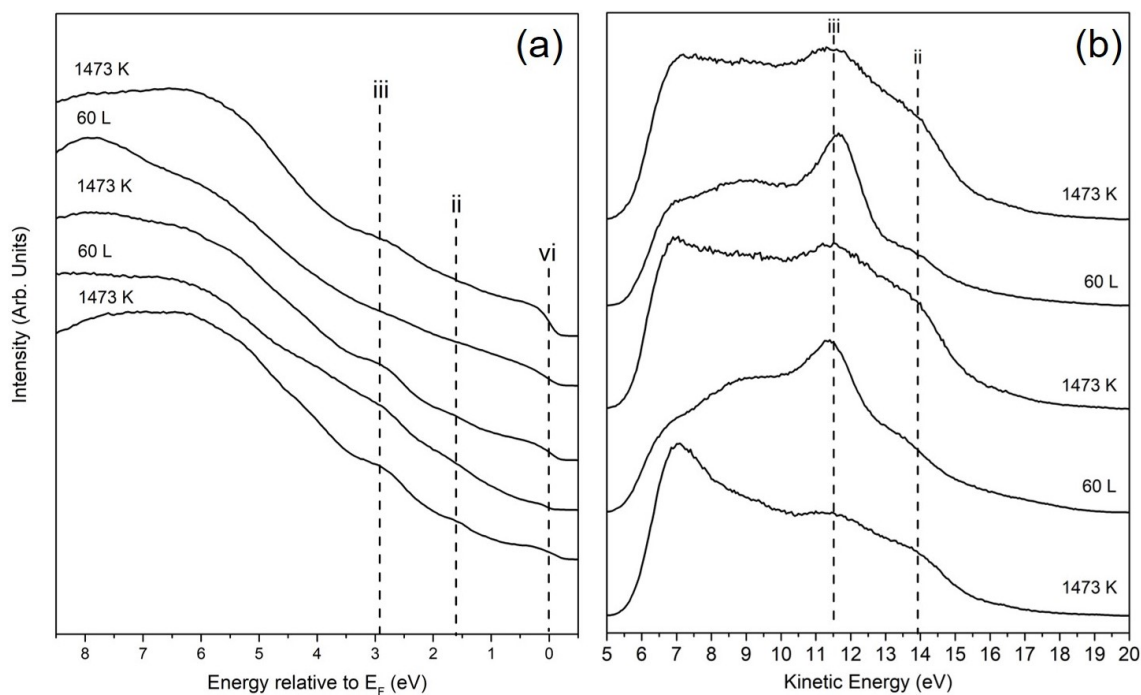 (a)
1473 K
60 L
1473 K
60 L
1473 K
iii
ii
vi
Intensity (Arb. Units)
8 7 6 5 4 3 2 1 0
Energy relative to E_F (eV)
(b)
iii
ii
1473 K
60 L
1473 K
60 L
1473 K
5 6 7 8 9 10 11 12 13 14 15 16 17 18 19 20
Kinetic Energy (eV)